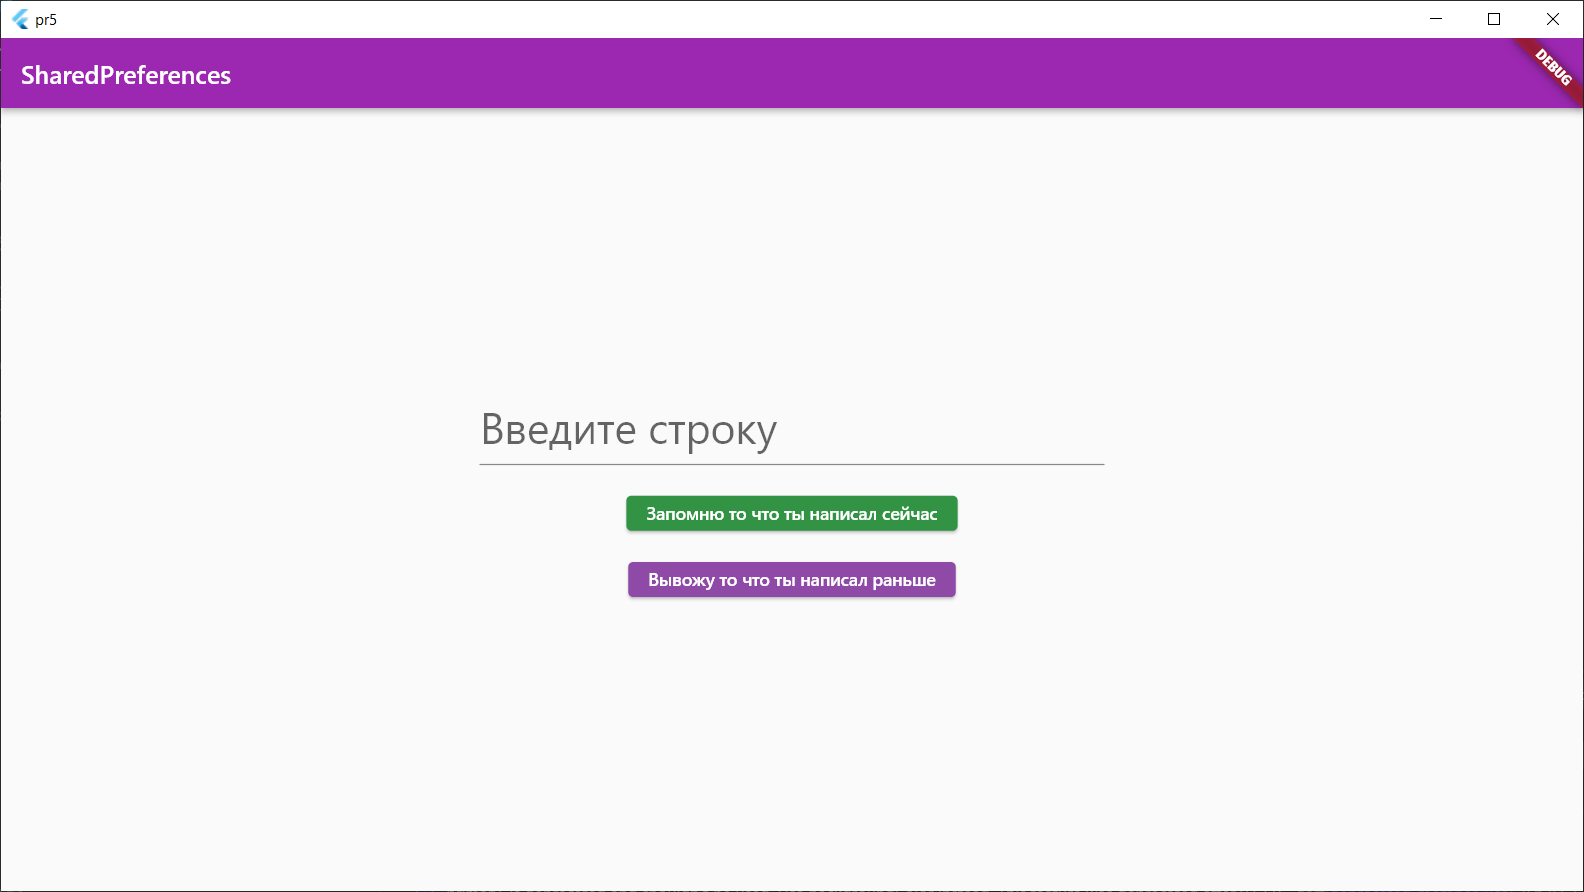 pr5
SharedPreferences
DEBUG
Введите строку
Запомню то что ты написал сейчас
Вывожу то что ты написал раньше